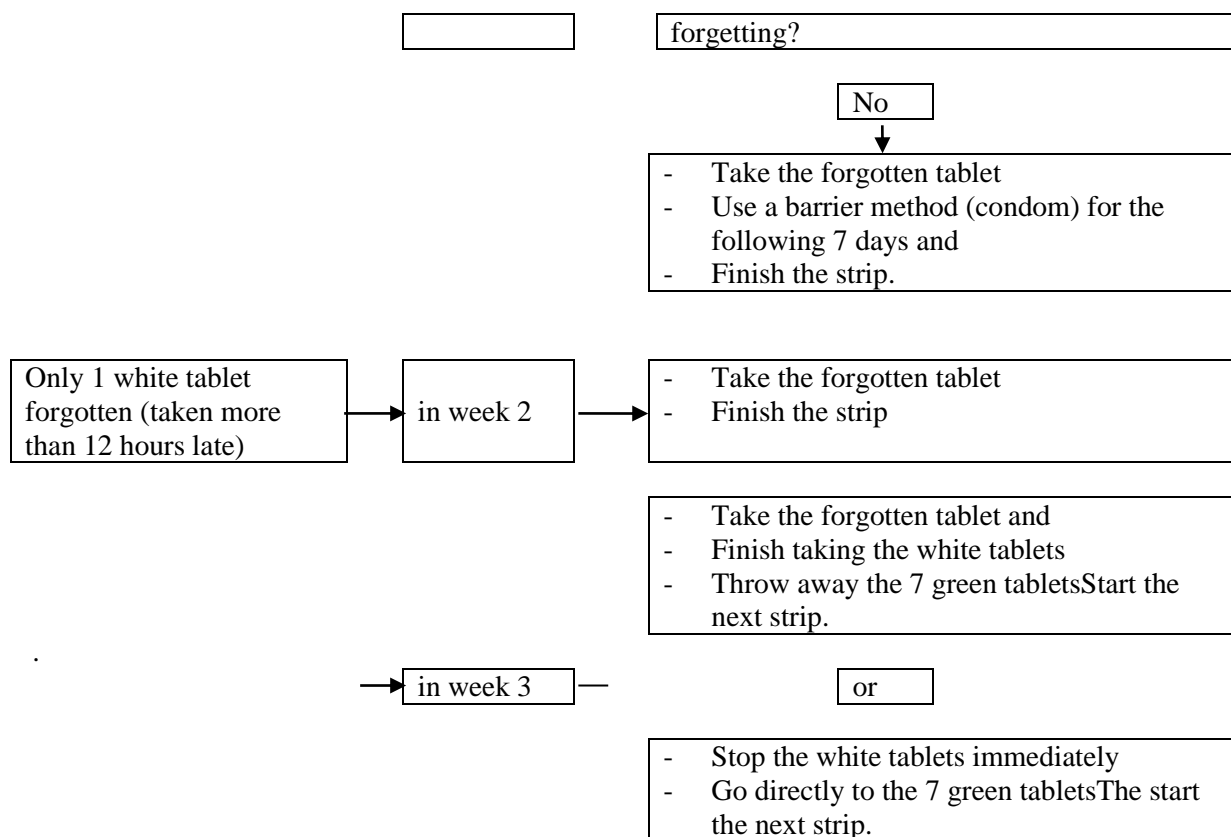 forgetting?
No
- Take the forgotten tablet
- Use a barrier method (condom) for the
following 7 days and
- Finish the strip.
Only 1 white tablet
forgotten (taken more
than 12 hours late)
in week 2
- Take the forgotten tablet
- Finish the strip
- Take the forgotten tablet and
- Finish taking the white tablets
- Throw away the 7 green tabletsStart the
next strip.
.
in week 3
or
- Stop the white tablets immediately
- Go directly to the 7 green tabletsThe start
the next strip.